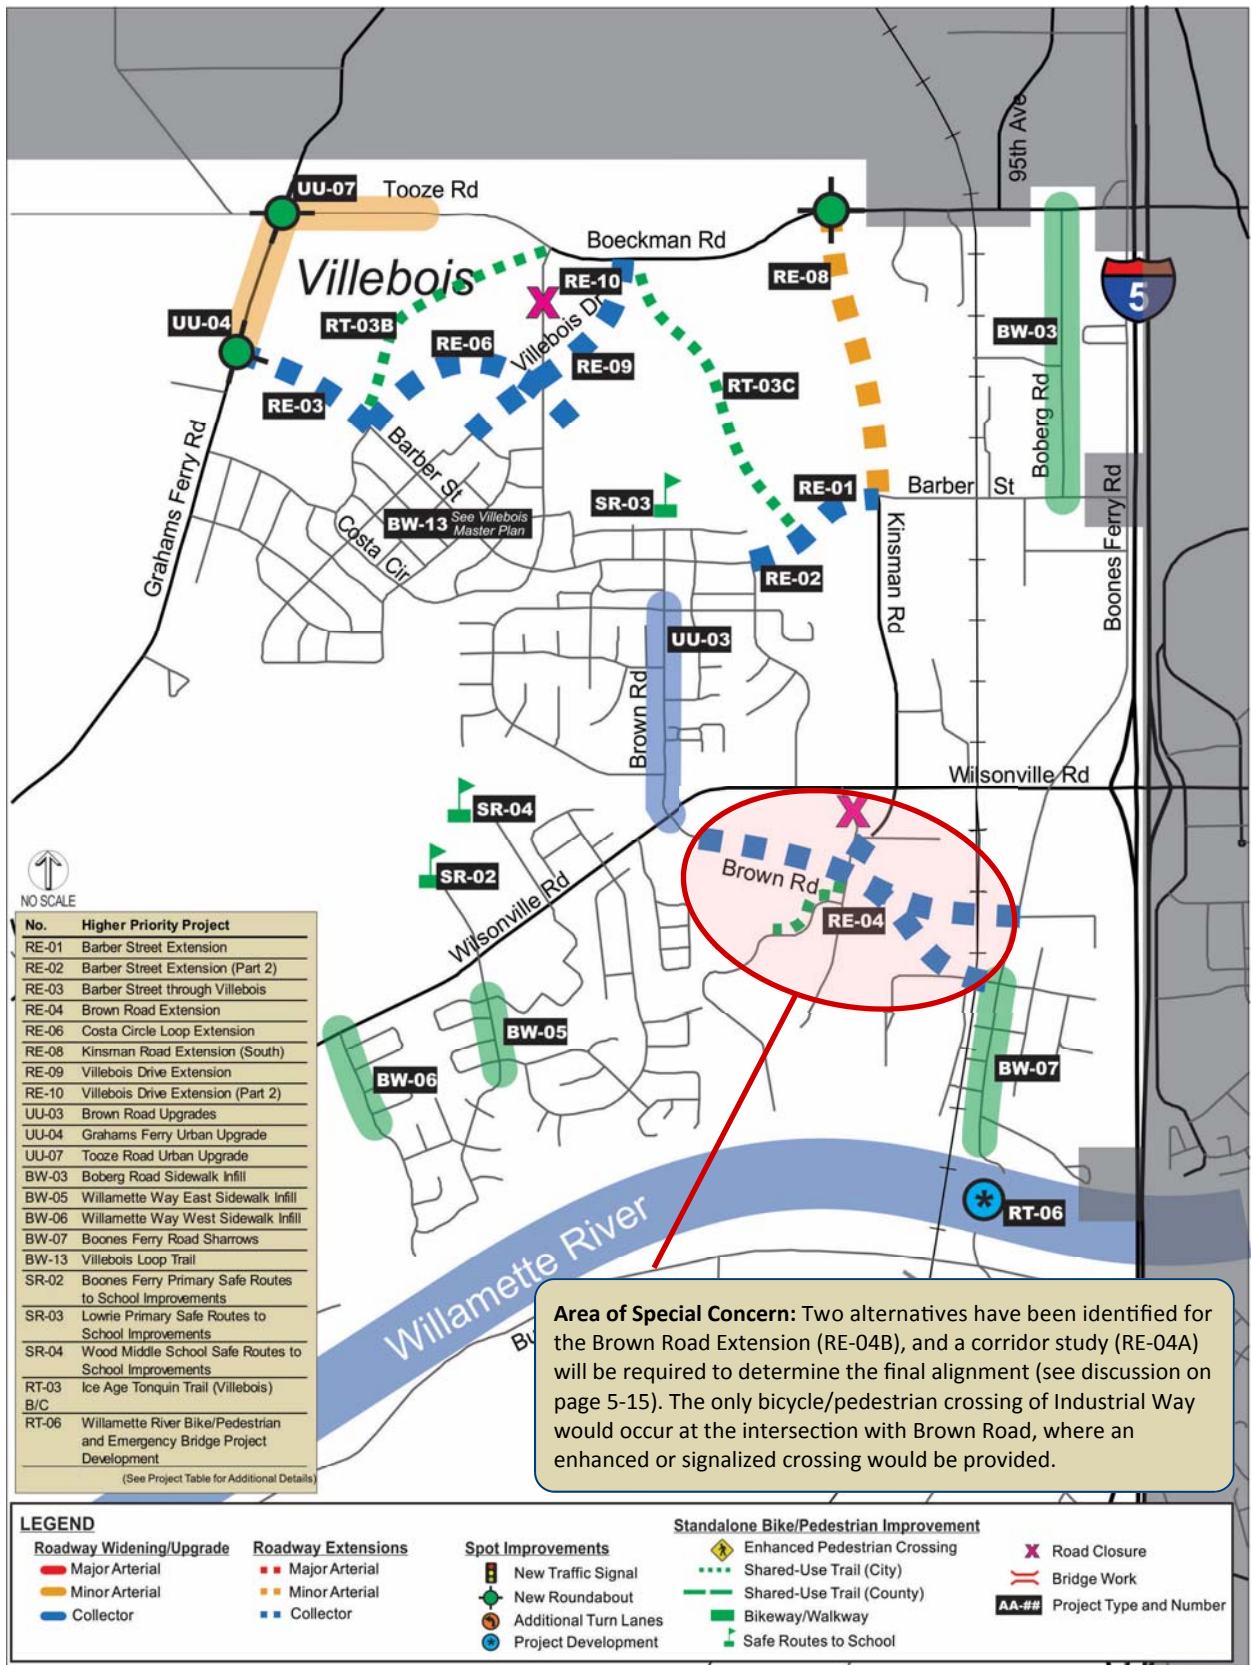 95th Ave
UU-07
Tooze Rd
Boeckman Rd
Villebois
RE-10
RE-08
5
UU-04
RT-03B
Villebois Dr
RE-06
BW-03
RE-09
RE-03
RT-03C
Boberg Rd
Grahams Ferry Rd
Barber St
RE-01
Barber St
SR-03
BW-13 See Villebois
Master Plan
Costa Cir
Kinsman Rd
Boones Ferry Rd
RE-02
UU-03
Brown Rd
Wilsonville Rd
SR-04
SR-02
Brown Rd
RE-04
NO SCALE
Wilsonville Rd
BW-05
BW-06
BW-07
RT-06
Willamette River
No. Higher Priority Project
RE-01 Barber Street Extension
RE-02 Barber Street Extension (Part 2)
RE-03 Barber Street through Villebois
RE-04 Brown Road Extension
RE-06 Costa Circle Loop Extension
RE-08 Kinsman Road Extension (South)
RE-09 Villebois Drive Extension
RE-10 Villebois Drive Extension (Part 2)
UU-03 Brown Road Upgrades
UU-04 Grahams Ferry Urban Upgrade
UU-07 Tooze Road Urban Upgrade
BW-03 Boberg Road Sidewalk Infill
BW-05 Willamette Way East Sidewalk Infill
BW-06 Willamette Way West Sidewalk Infill
BW-07 Boones Ferry Road Sharrows
BW-13 Villebois Loop Trail
SR-02 Boones Ferry Primary Safe Routes
to School Improvements
SR-03 Lowrie Primary Safe Routes to
School Improvements
SR-04 Wood Middle School Safe Routes to
School Improvements
RT-03 Ice Age Tonquin Trail (Villebois)
B/C
RT-06 Willamette River Bike/Pedestrian
and Emergency Bridge Project
Development
(See Project Table for Additional Details)
Area of Special Concern: Two alternatives have been identified for
the Brown Road Extension (RE-04B), and a corridor study (RE-04A)
will be required to determine the final alignment (see discussion on
page 5-15). The only bicycle/pedestrian crossing of Industrial Way
would occur at the intersection with Brown Road, where an
enhanced or signalized crossing would be provided.
LEGEND
Roadway Widening/Upgrade
Major Arterial
Minor Arterial
Collector
Roadway Extensions
Major Arterial
Minor Arterial
Collector
Spot Improvements
New Traffic Signal
New Roundabout
Additional Turn Lanes
Project Development
Standalone Bike/Pedestrian Improvement
Enhanced Pedestrian Crossing
Shared-Use Trail (City)
Shared-Use Trail (County)
Bikeway/Walkway
Safe Routes to School
Road Closure
Bridge Work
AA-## Project Type and Number